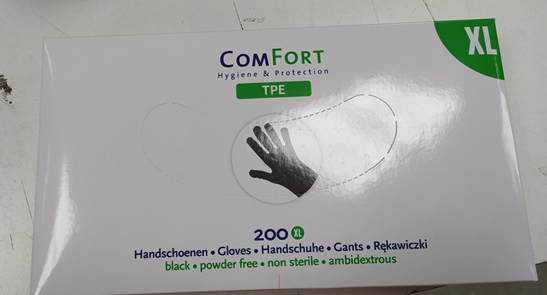 XL
COMFORT
Hygiene & Protection
TPE
200 XL
Handschoenen • Gloves • Handschuhe • Gants • Rękawiczki
black • powder free • non sterile • ambidextrous